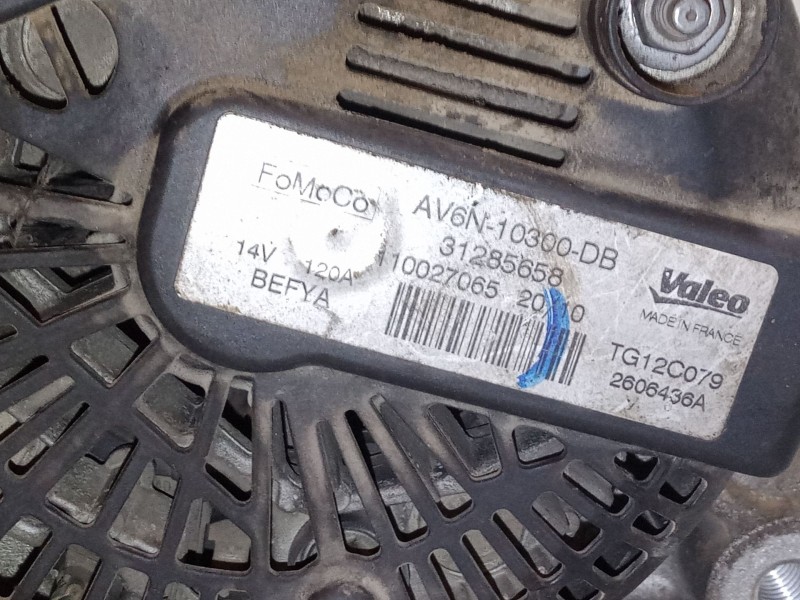 FoMoCo
AV6N-10300-DB
31285658
14V 120A
110027065
BEFYA
Valeo
MADE IN FRANCE
TG12C079
2606436A